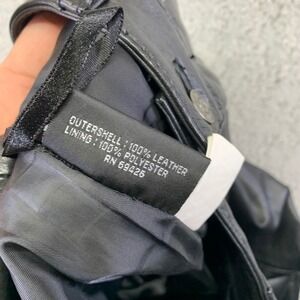 OUTERSHELL : 100% LEATHER
LINING : 100% POLYESTER
RN 69426